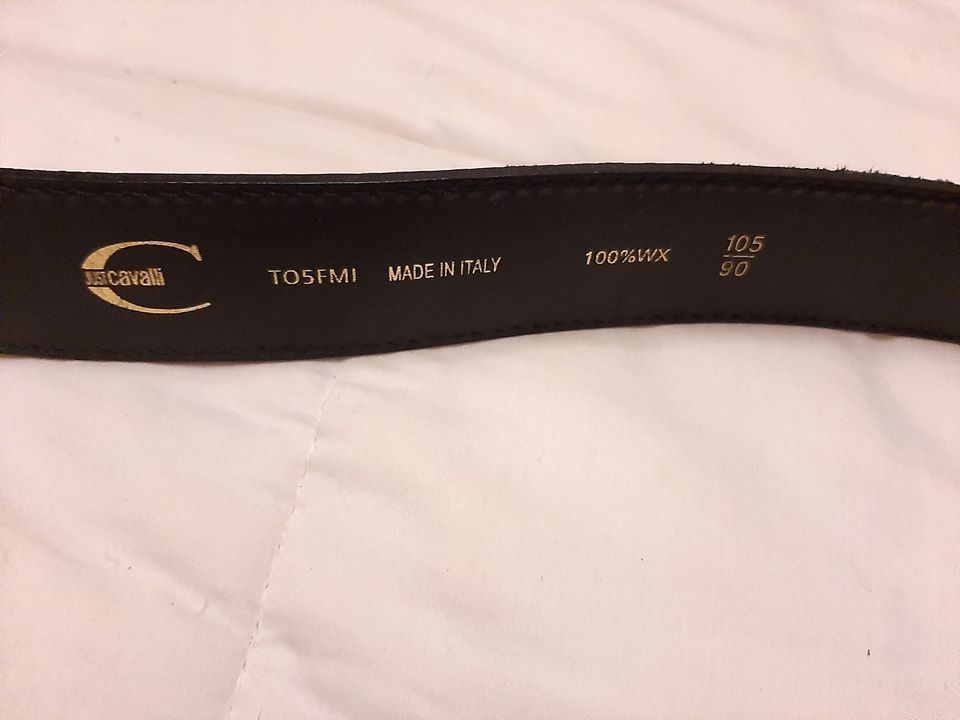 Just cavalli
TO5FMI MADE IN ITALY 100%WX 105
90